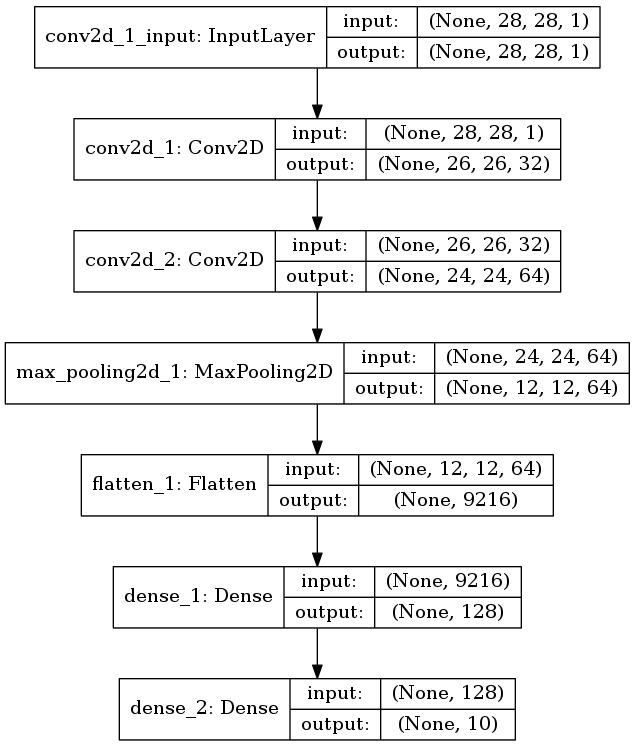 conv2d_1_input: InputLayer
input:
(None, 28, 28, 1)
output:
(None, 28, 28, 1)
conv2d_1: Conv2D
input:
(None, 28, 28, 1)
output:
(None, 26, 26, 32)
conv2d_2: Conv2D
input:
(None, 26, 26, 32)
output:
(None, 24, 24, 64)
max_pooling2d_1: MaxPooling2D
input:
(None, 24, 24, 64)
output:
(None, 12, 12, 64)
flatten_1: Flatten
input:
(None, 12, 12, 64)
output:
(None, 9216)
dense_1: Dense
input:
(None, 9216)
output:
(None, 128)
dense_2: Dense
input:
(None, 128)
output:
(None, 10)